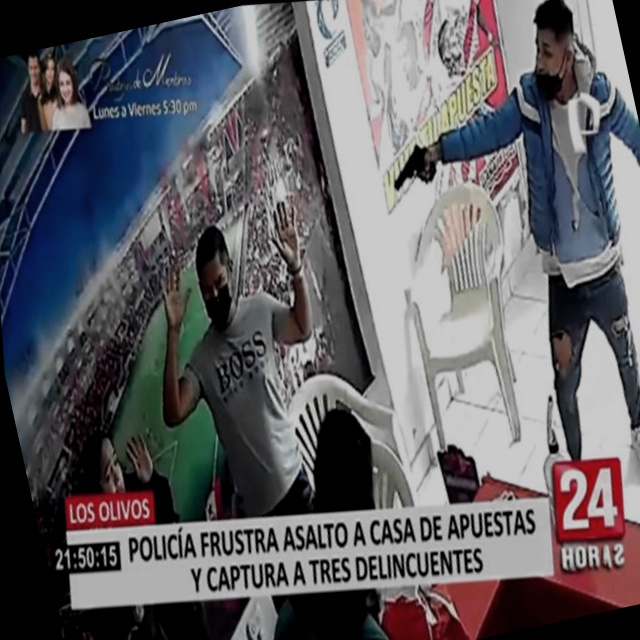 Lunes a Viernes 5:30 pm
BOSS
LOS OLIVOS
21:50:15
POLICÍA FRUSTRA ASALTO A CASA DE APUESTAS
Y CAPTURA A TRES DELINCUENTES
24
HORAS